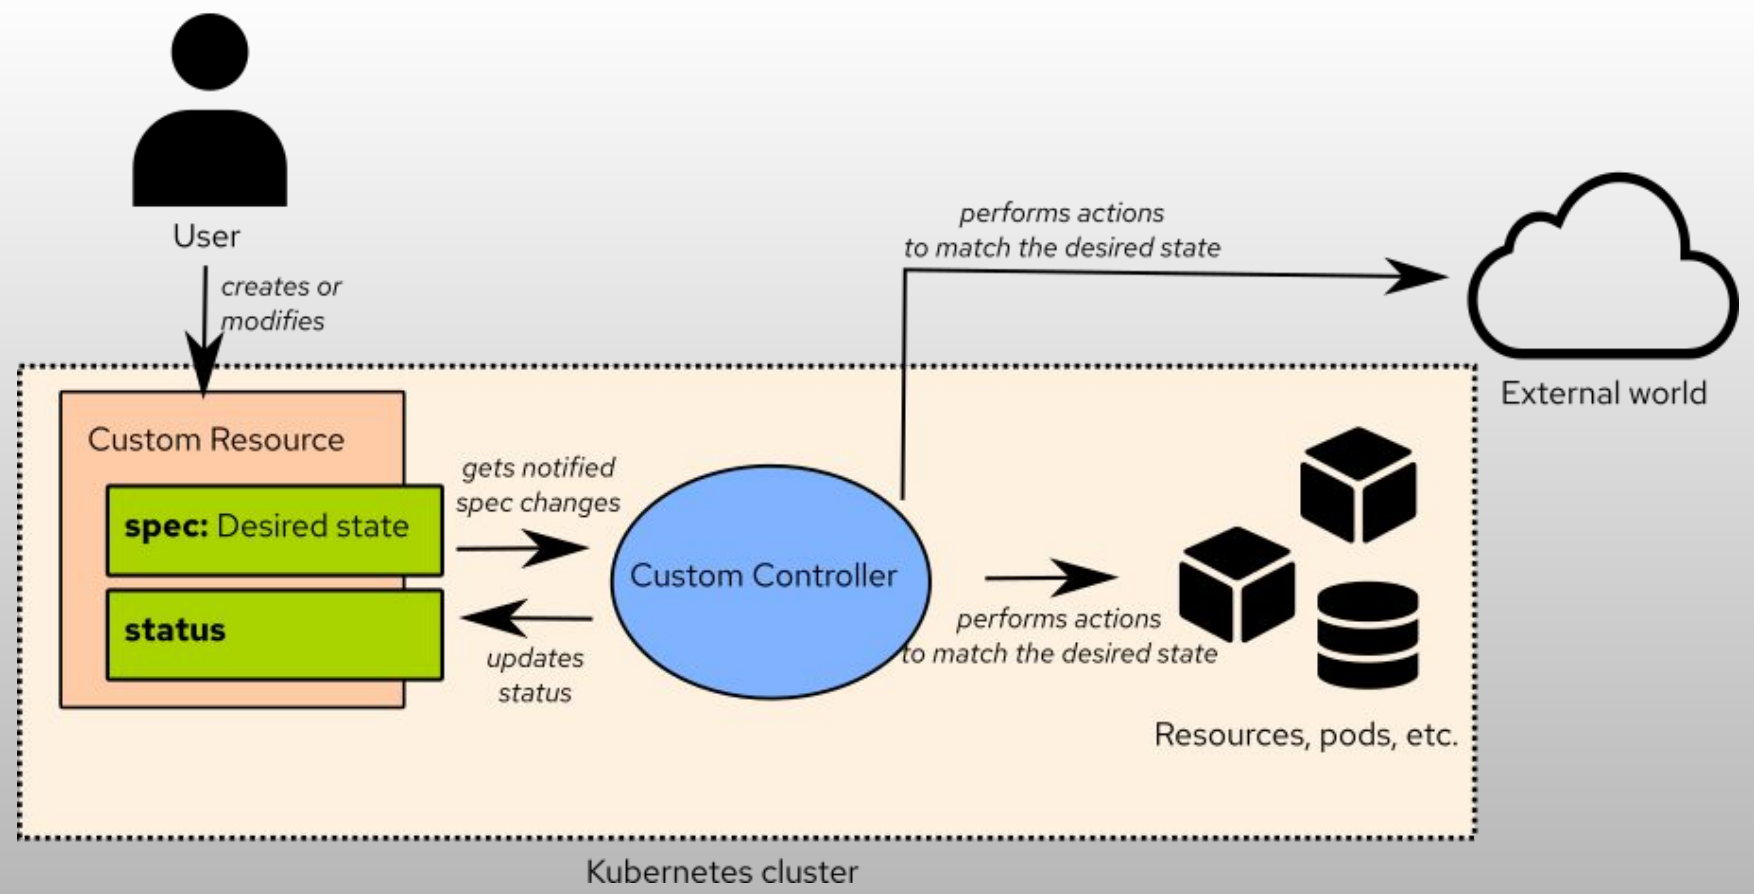 User
creates or
modifies
performs actions
to match the desired state
External world
Custom Resource
spec: Desired state
status
gets notified
spec changes
updates
status
Custom Controller
performs actions
to match the desired state
Resources, pods, etc.
Kubernetes cluster